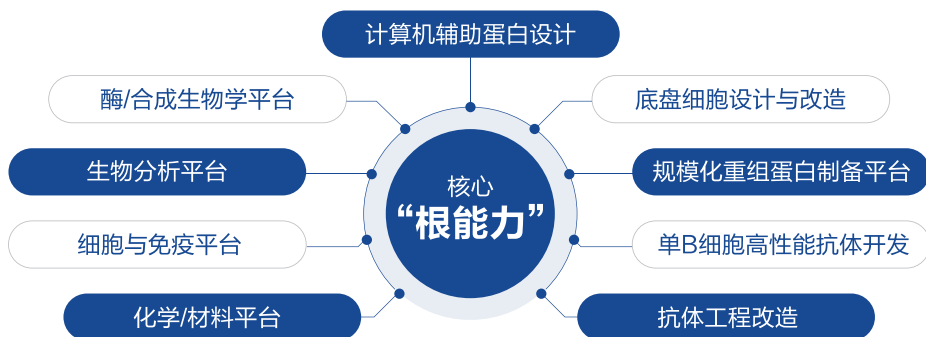 计算机辅助蛋白设计
酶/合成生物学平台
底盘细胞设计与改造
生物分析平台
规模化重组蛋白制备平台
核心
“根能力”
细胞与免疫平台
单B细胞高性能抗体开发
化学/材料平台
抗体工程改造